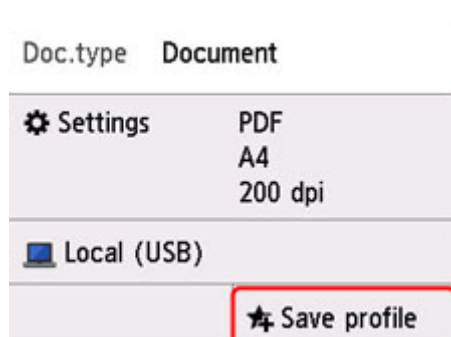 Doc.type Document
Settings PDF
A4
200 dpi
Local (USB)
Save profile